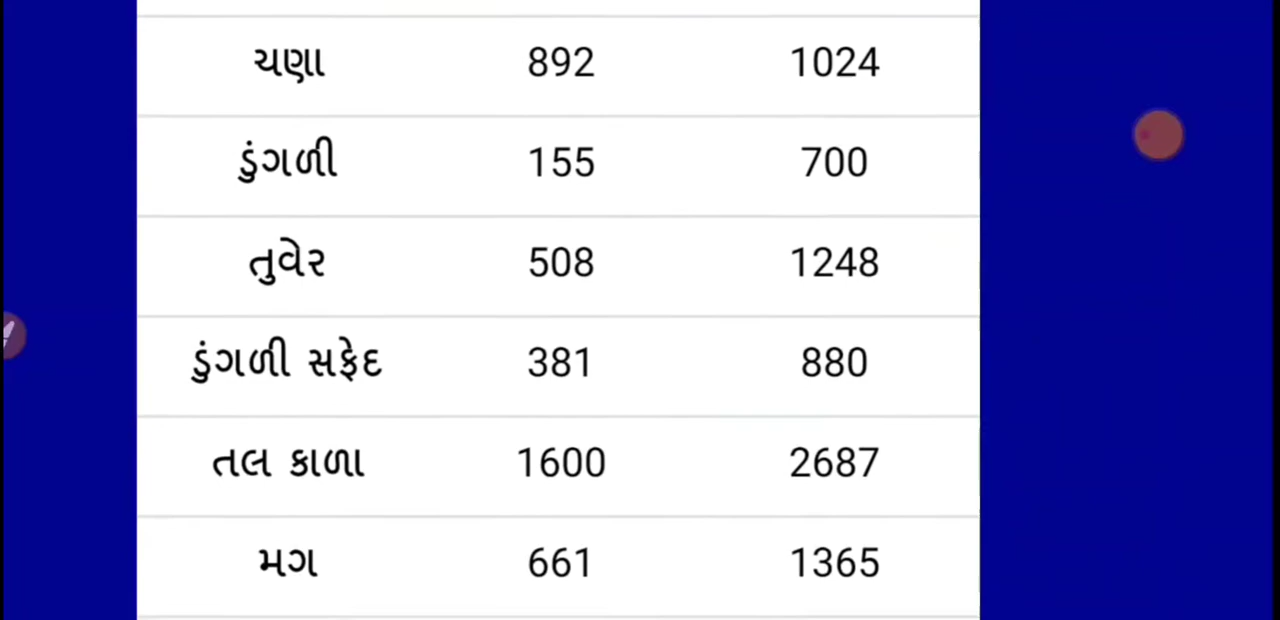 ચણા 892 1024
ડુંગળી 155 700
તુવેર 508 1248
ડુંગળી સફેદ 381 880
તલ કાળા 1600 2687
મગ 661 1365